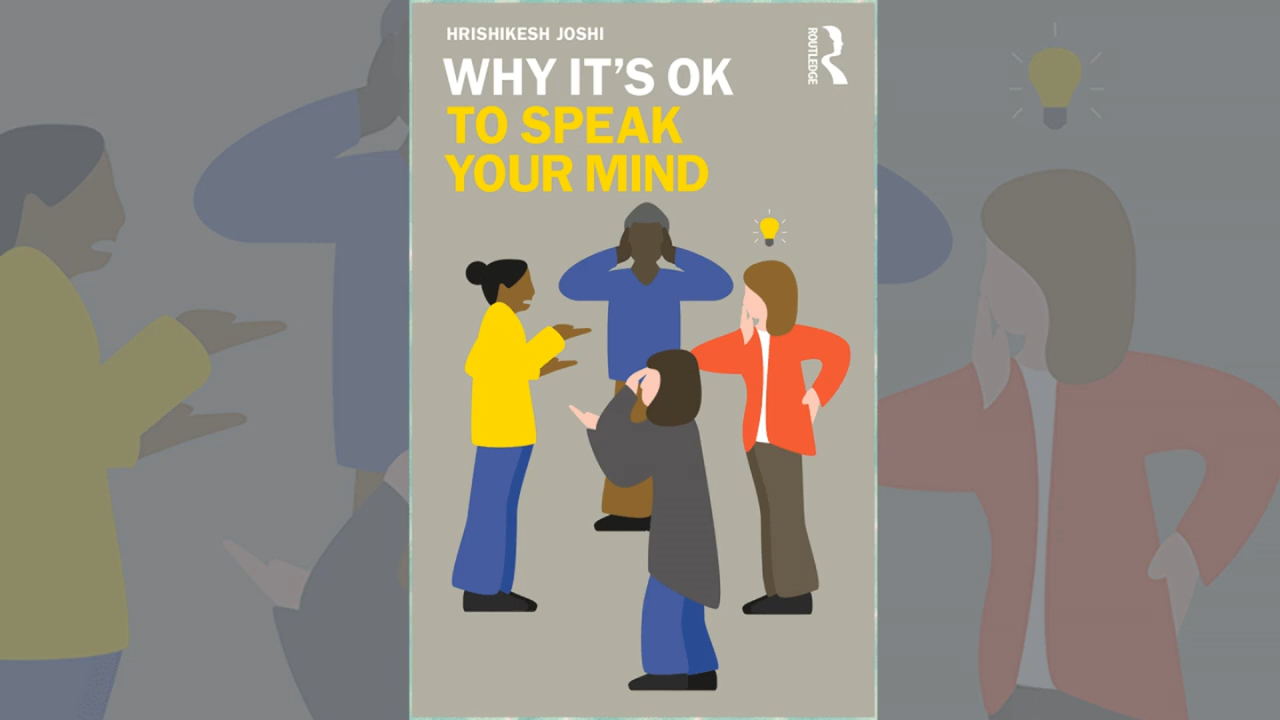 HRISHIKESH JOSHI
ROUTLEDGE
WHY IT'S OK
TO SPEAK
YOUR MIND